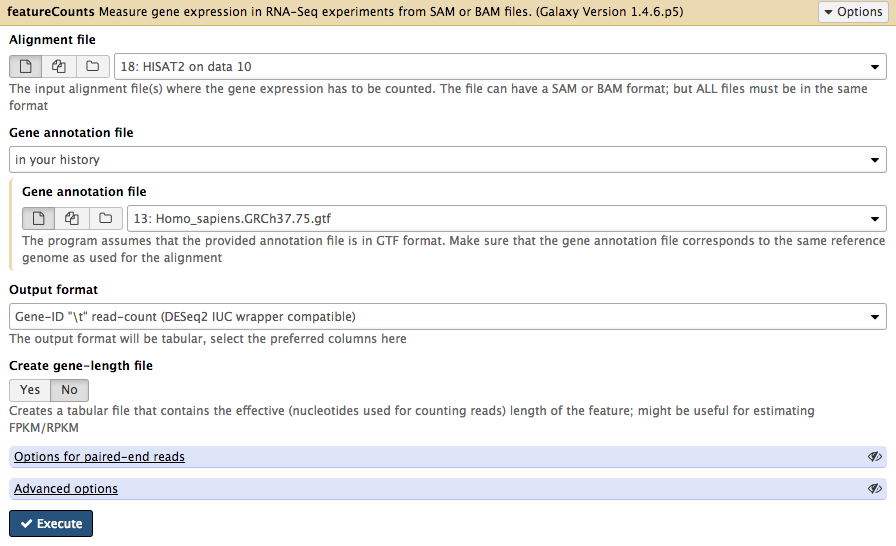 featureCounts Measure gene expression in RNA-Seq experiments from SAM or BAM files. (Galaxy Version 1.4.6.p5)
Options
Alignment file
18: HISAT2 on data 10
The input alignment file(s) where the gene expression has to be counted. The file can have a SAM or BAM format; but ALL files must be in the same
format
Gene annotation file
in your history
Gene annotation file
13: Homo_sapiens.GRCh37.75.gtf
The program assumes that the provided annotation file is in GTF format. Make sure that the gene annotation file corresponds to the same reference
genome as used for the alignment
Output format
Gene-ID "\t" read-count (DESeq2 IUC wrapper compatible)
The output format will be tabular, select the preferred columns here
Create gene-length file
Yes No
Creates a tabular file that contains the effective (nucleotides used for counting reads) length of the feature; might be useful for estimating
FPKM/RPKM
Options for paired-end reads
Advanced options
Execute